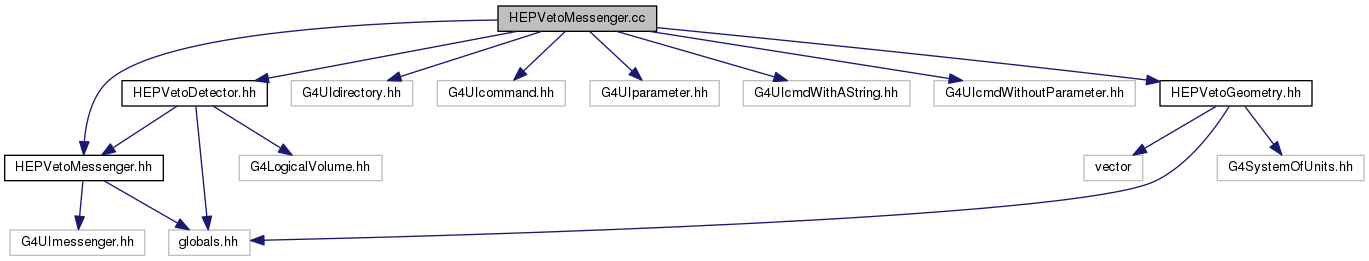 HEPVetoMessenger.cc
HEPVetoDetector.hh
G4UIdirectory.hh
G4UIcommand.hh
G4UIparameter.hh
G4UIcmdWithAString.hh
G4UIcmdWithoutParameter.hh
HEPVetoGeometry.hh
HEPVetoMessenger.hh
G4LogicalVolume.hh
vector
G4SystemOfUnits.hh
G4UImessenger.hh
globals.hh